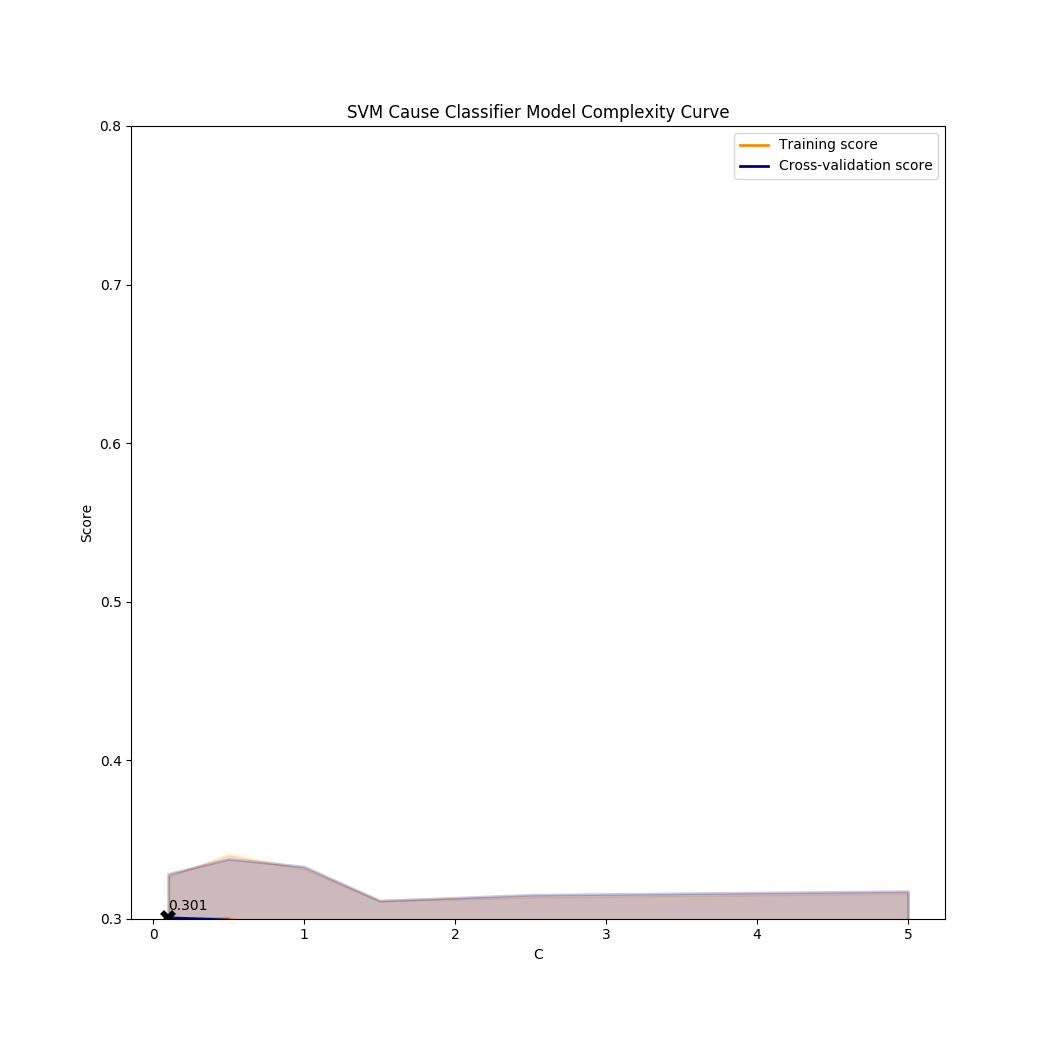 SVM Cause Classifier Model Complexity Curve
Training score
Cross-validation score
0.8
0.7
0.6
0.5
0.4
0.3
Score
0.301
0 1 2 3 4 5
C